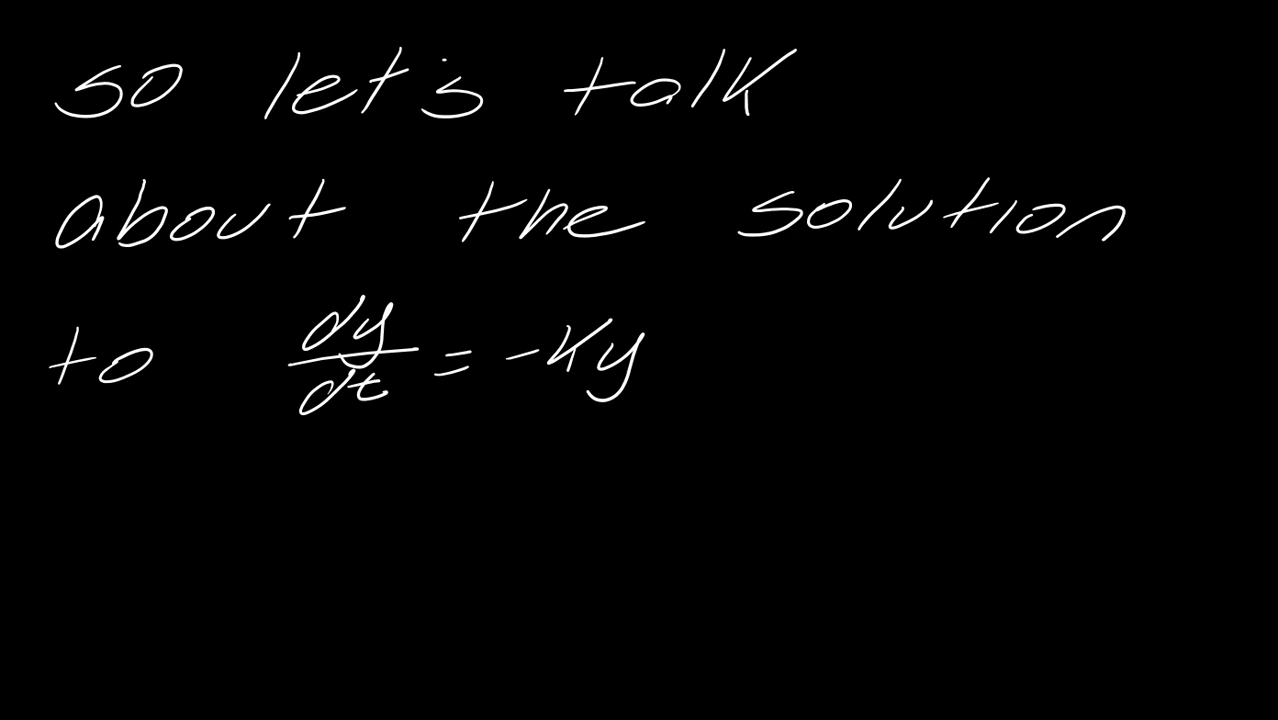 so let's talk
about the solution
to dy/dt = -ky